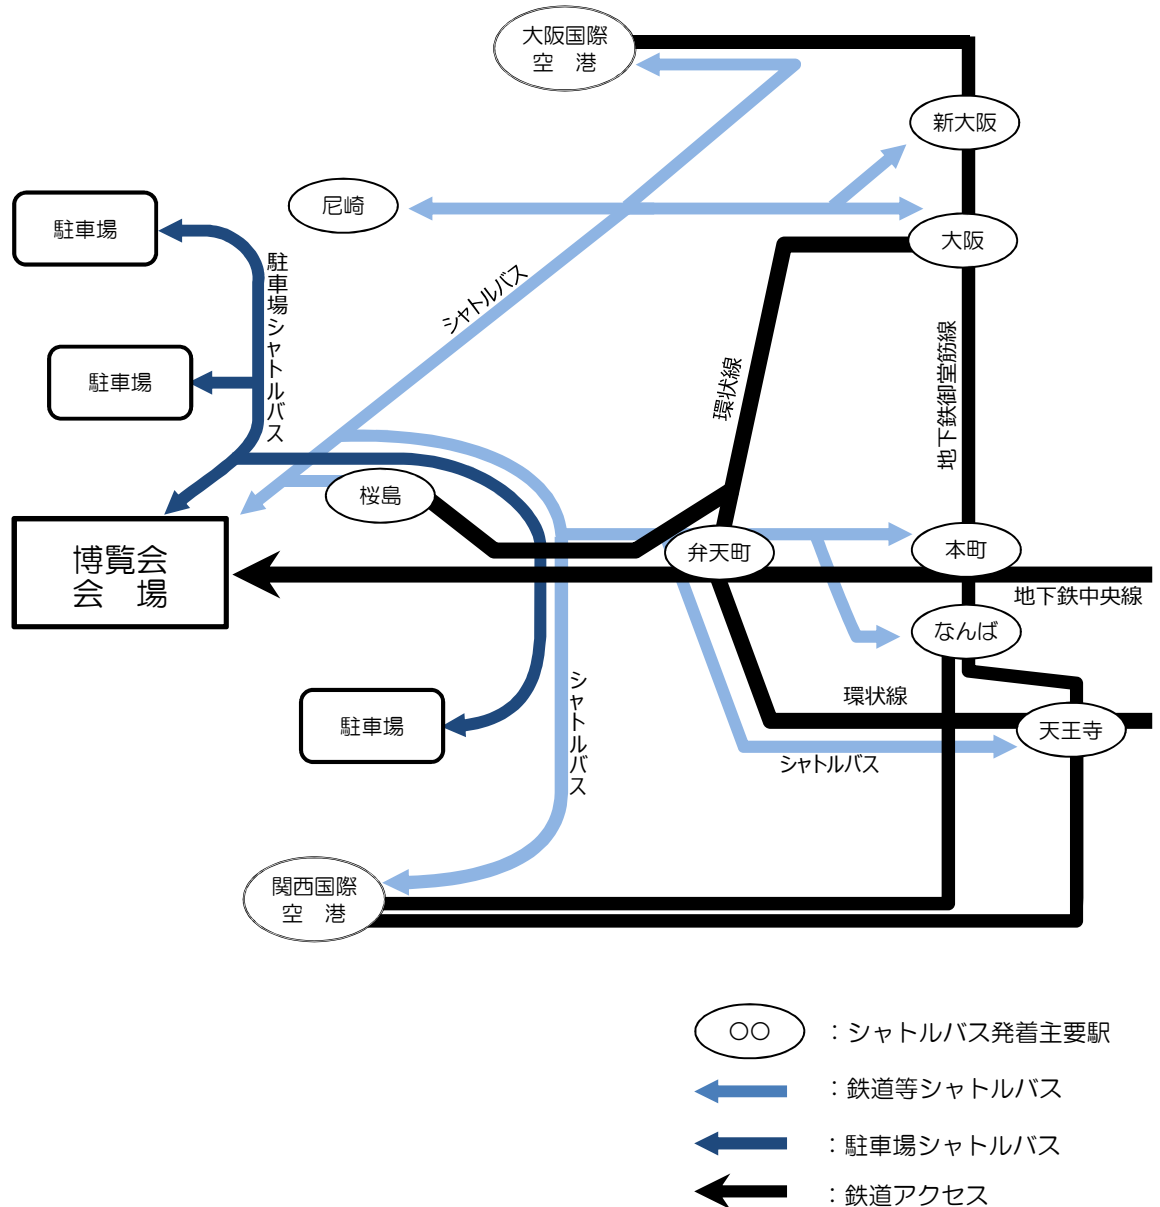 大阪国際
空　港
新大阪
尼崎
駐車場
大阪
駐車場シャトルバス
シャトルバス
駐車場
環状線
地下鉄御堂筋線
桜島
博覧会
会　場
弁天町
本町
地下鉄中央線
なんば
駐車場
シャトルバス
環状線
天王寺
シャトルバス
関西国際
空　港
○○ ：シャトルバス発着主要駅
：鉄道等シャトルバス
：駐車場シャトルバス
：鉄道アクセス